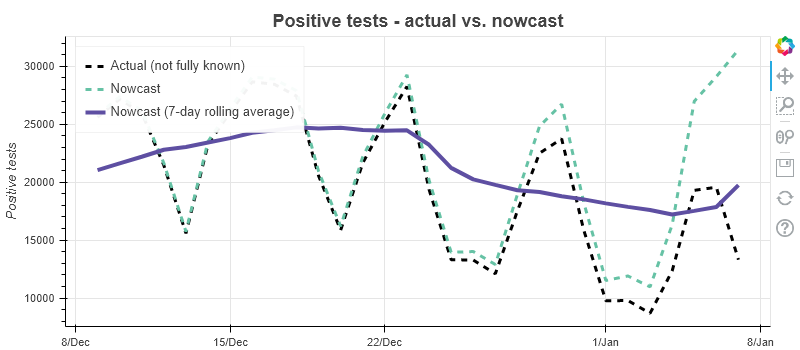 Positive tests - actual vs. nowcast
Actual (not fully known)
Nowcast
Nowcast (7-day rolling average)
Positive tests
30000
25000
20000
15000
10000
8/Dec
15/Dec
22/Dec
1/Jan
8/Jan